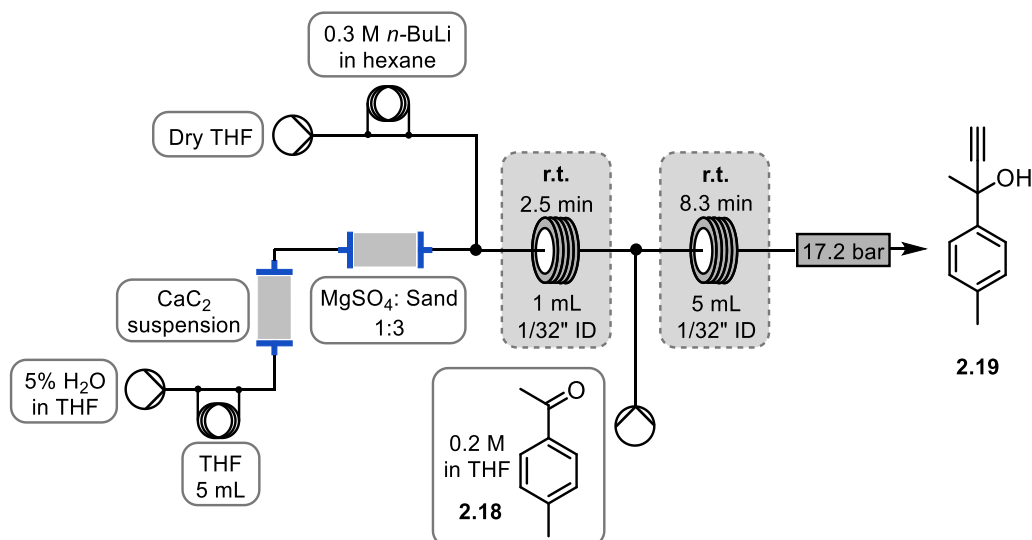 0.3 M n-BuLi
in hexane
Dry THF
r.t.
2.5 min
1 mL
1/32" ID
r.t.
8.3 min
5 mL
1/32" ID
17.2 bar
OH
2.19
CaC₂
suspension
MgSO₄: Sand
1:3
5% H₂O
in THF
THF
5 mL
O
0.2 M
in THF
2.18